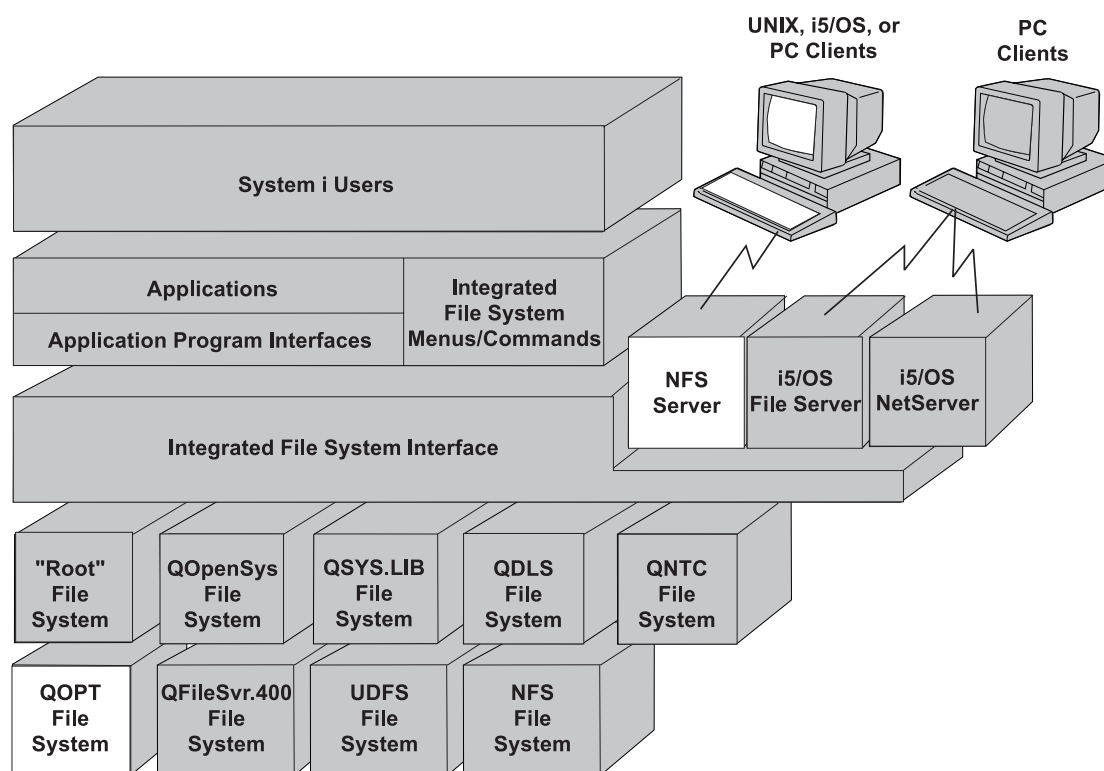 UNIX, i5/OS, or
PC Clients
PC
Clients
System i Users
Applications
Application Program Interfaces
Integrated
File System
Menus/Commands
NFS
Server
i5/OS
File Server
i5/OS
NetServer
Integrated File System Interface
"Root"
File
System
QOpenSys
File
System
QSYS.LIB
File
System
QDLS
File
System
QNTC
File
System
QOPT
File
System
QFileSvr.400
File
System
UDFS
File
System
NFS
File
System